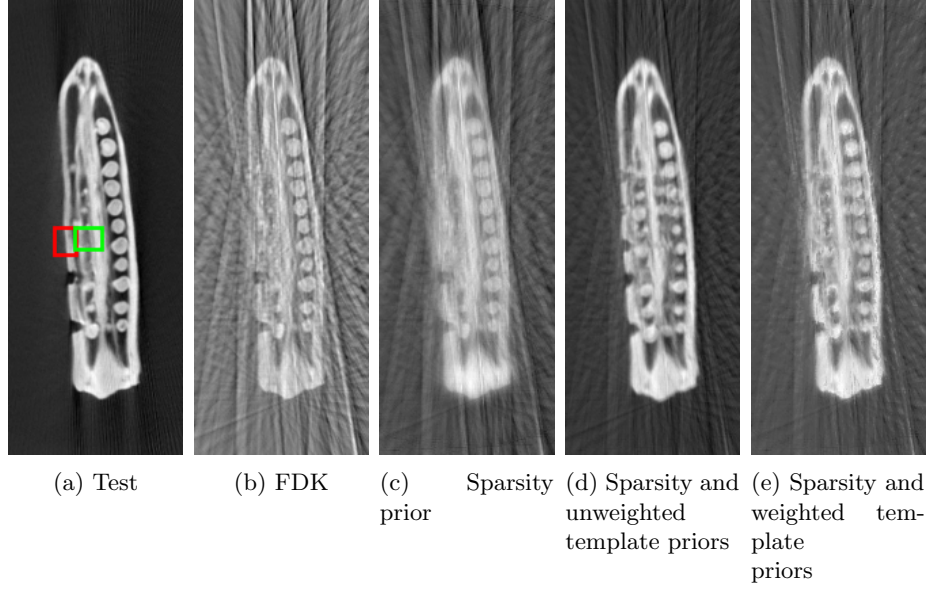 (a) Test
(b) FDK
(c) Sparsity
prior
(d) Sparsity and
unweighted
template priors
(e) Sparsity and
weighted tem-
plate
priors